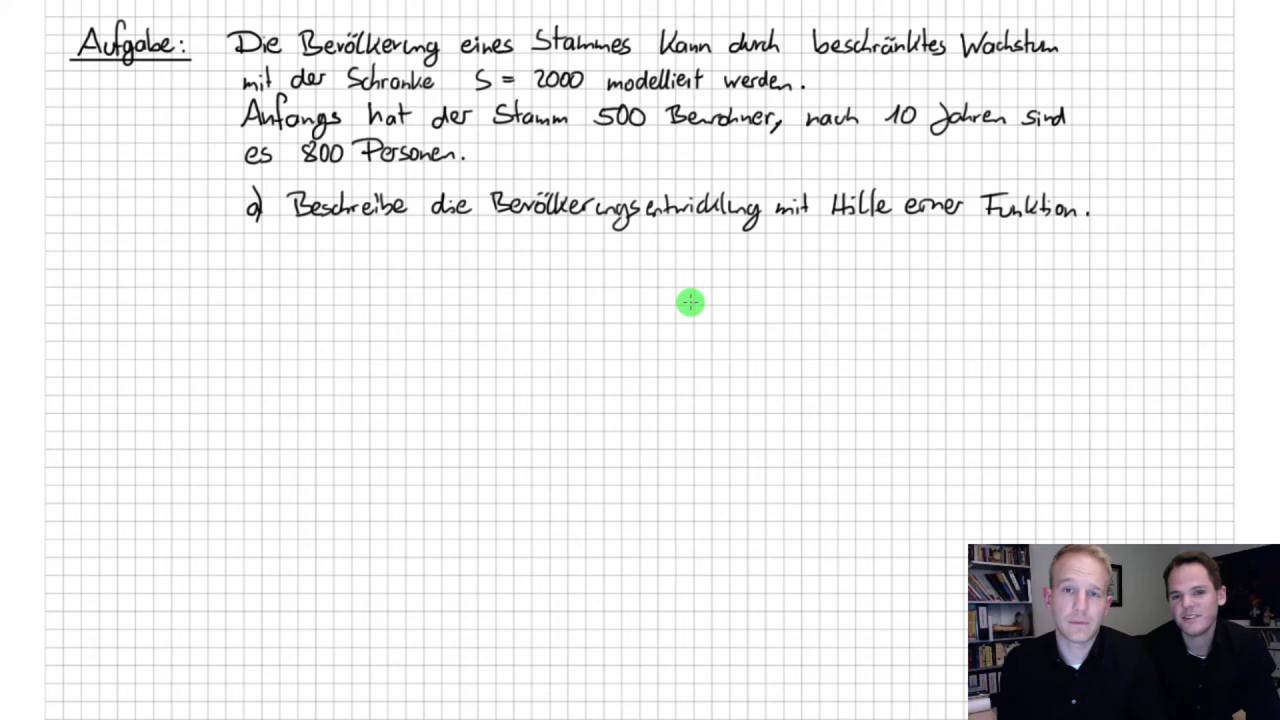 Aufgabe: Die Bevölkerung eines Stammes kann durch beschränktes Wachstum
mit der Schranke S = 2000 modelliert werden.
Anfangs hat der Stamm 500 Bewohner, nach 10 Jahren sind
es 800 Personen.
a) Beschreibe die Bevölkerungsentwicklung mit Hilfe einer Funktion.